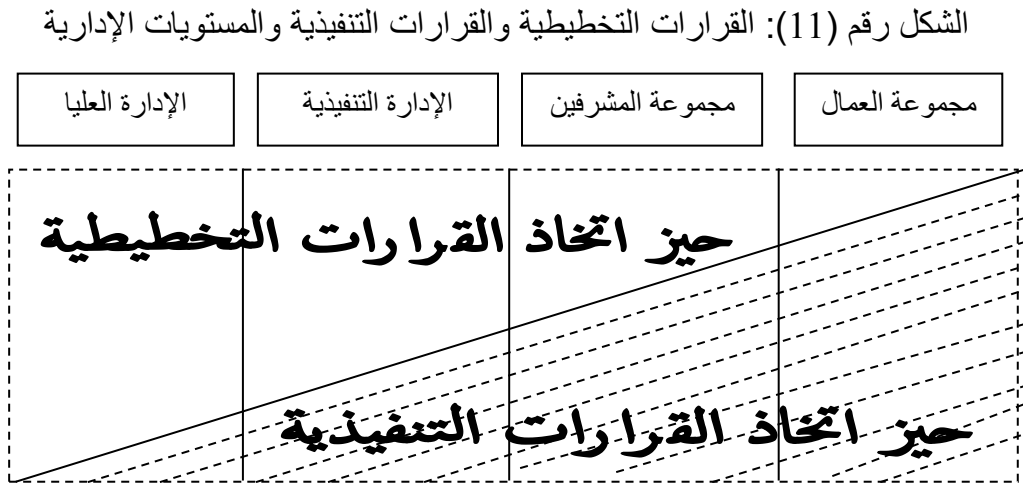 الشكل رقم (11): القرارات التخطيطية والقرارات التنفيذية والمستويات الإدارية
مجموعة العمال
مجموعة المشرفين
الإدارة التنفيذية
الإدارة العليا
حيز اتخاذ القرارات التخطيطية
حيز اتخاذ القرارات التنفيذية